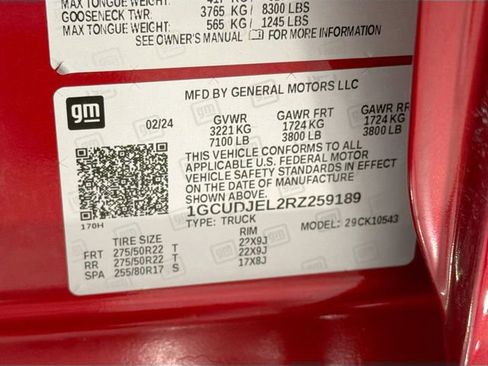 MAX TONGUE WEIGHT:
GOOSENECK TWR: 3765 KG / 8300 LBS
MAX TONGUE WEIGHT: 565 KG / 1245 LBS
SEE OWNER'S MANUAL FOR MORE INFORMATION
gm
MFD BY GENERAL MOTORS LLC
02/24 GVWR GAWR FRT GAWR RR
3221 KG 1724 KG 1724 KG
7100 LB 3800 LB 3800 LB
THIS VEHICLE CONFORMS TO ALL
APPLICABLE U.S. FEDERAL MOTOR
VEHICLE SAFETY STANDARDS IN EFFECT
ON THE DATE OF MANUFACTURE SHOWN ABOVE.
1GCUDJEL2RZ259189
170H
TYPE: TRUCK MODEL: 29CK10543
TIRE SIZE RIM
FRT 275/50R22 T 22X9J
RR 275/50R22 T 22X9J
SPA 255/80R17 S 17X8J